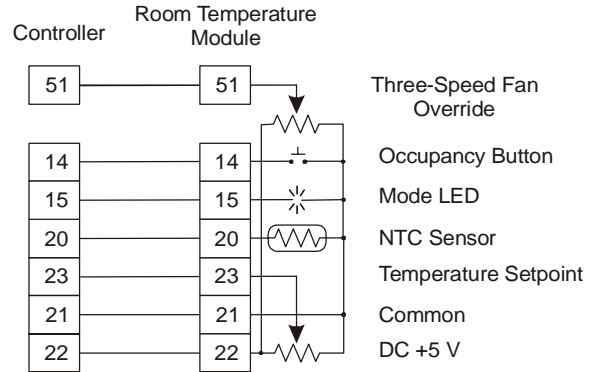 Controller
Room Temperature
Module
51
51
Three-Speed Fan
Override
14
14
Occupancy Button
15
15
Mode LED
20
20
NTC Sensor
23
23
Temperature Setpoint
21
21
Common
22
22
DC +5 V